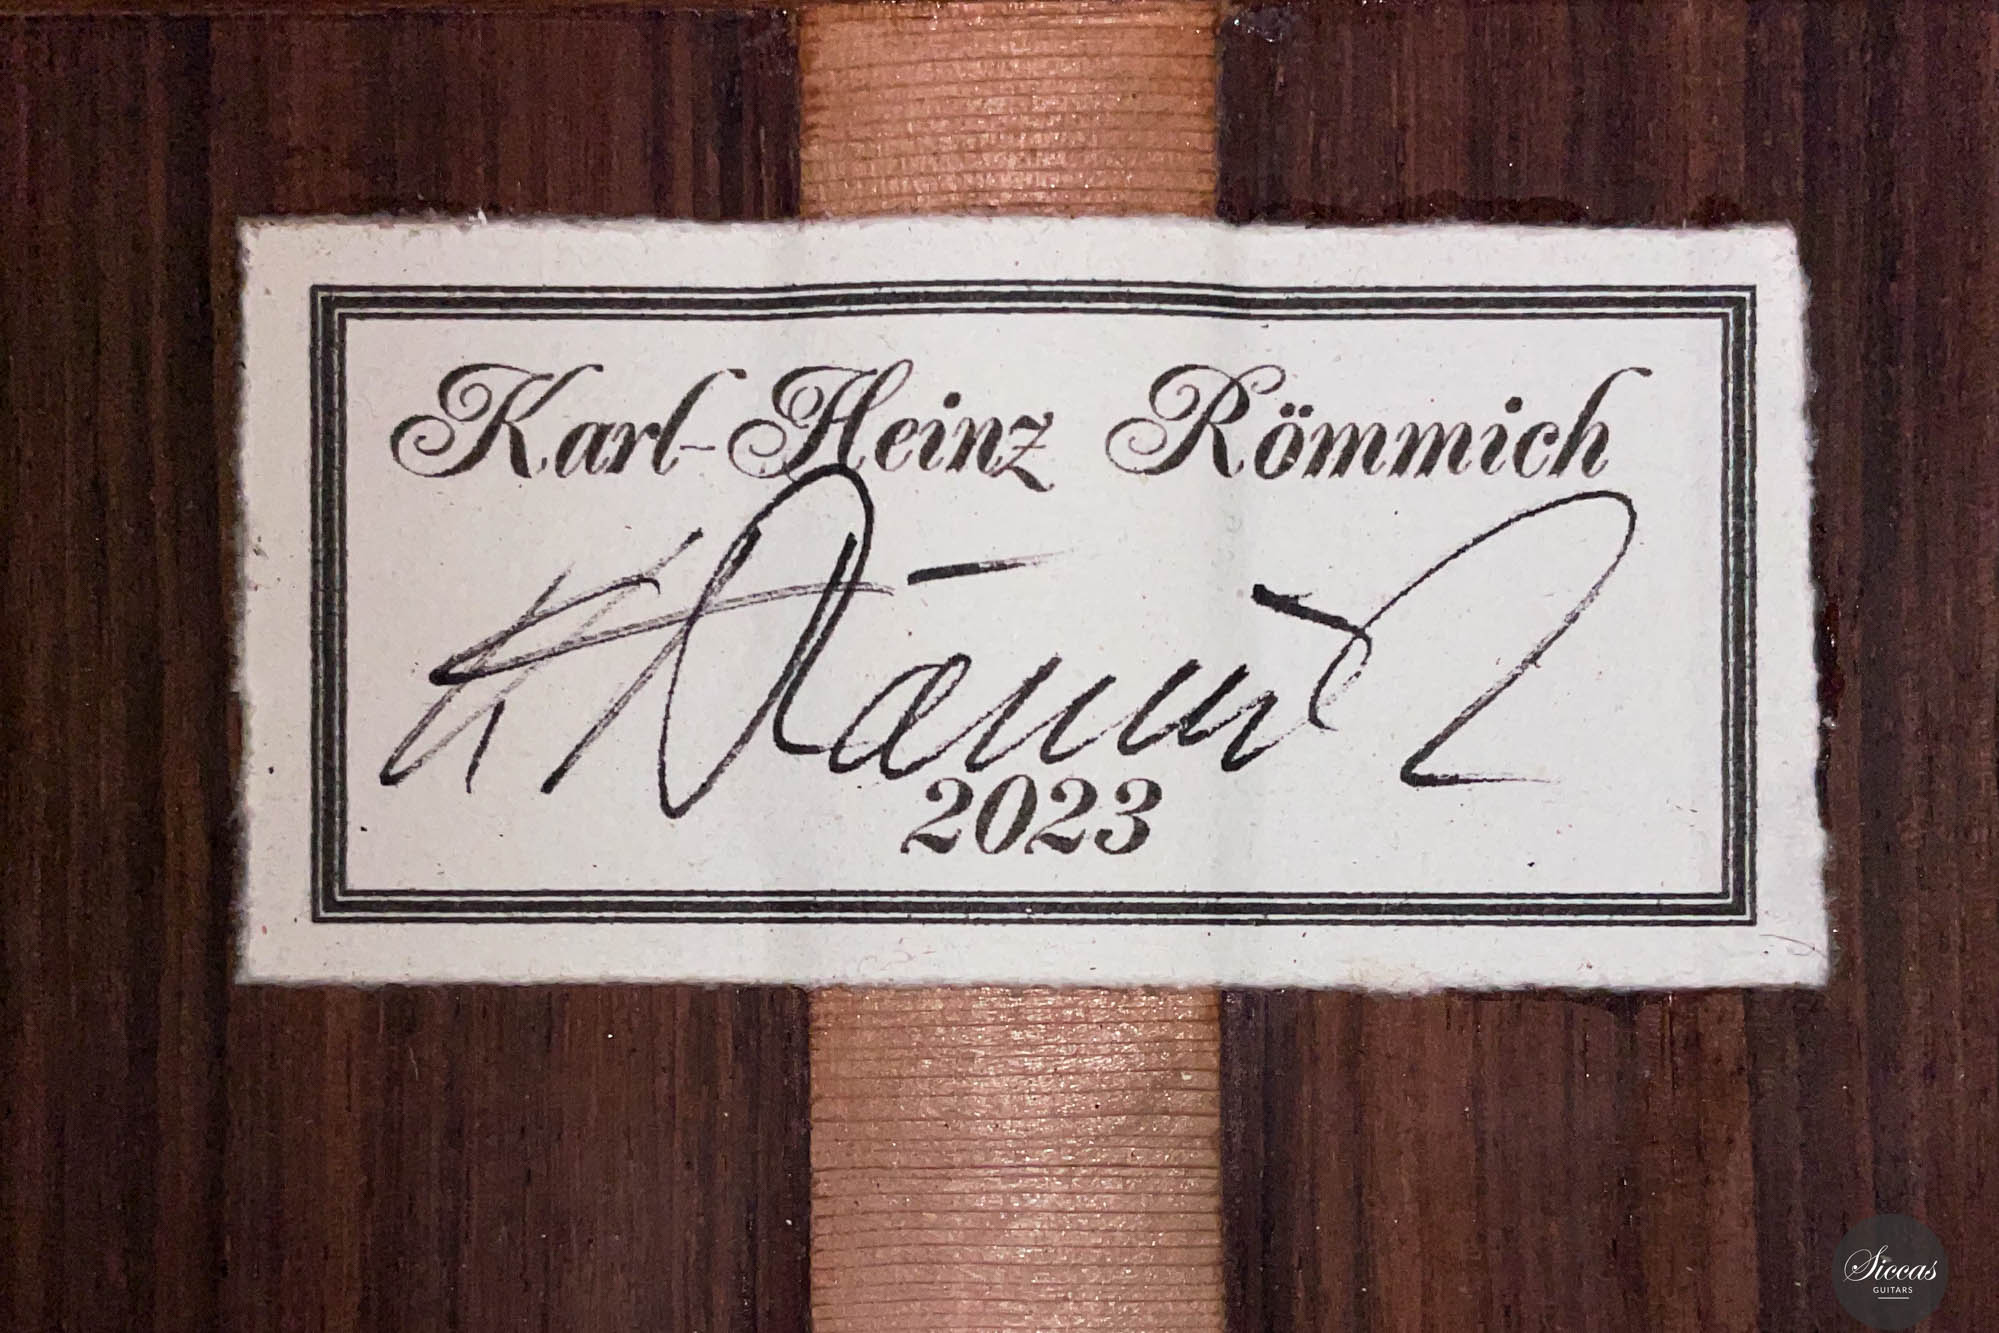 Karl-Heinz Römmich
2023
Siccas
GUITARS